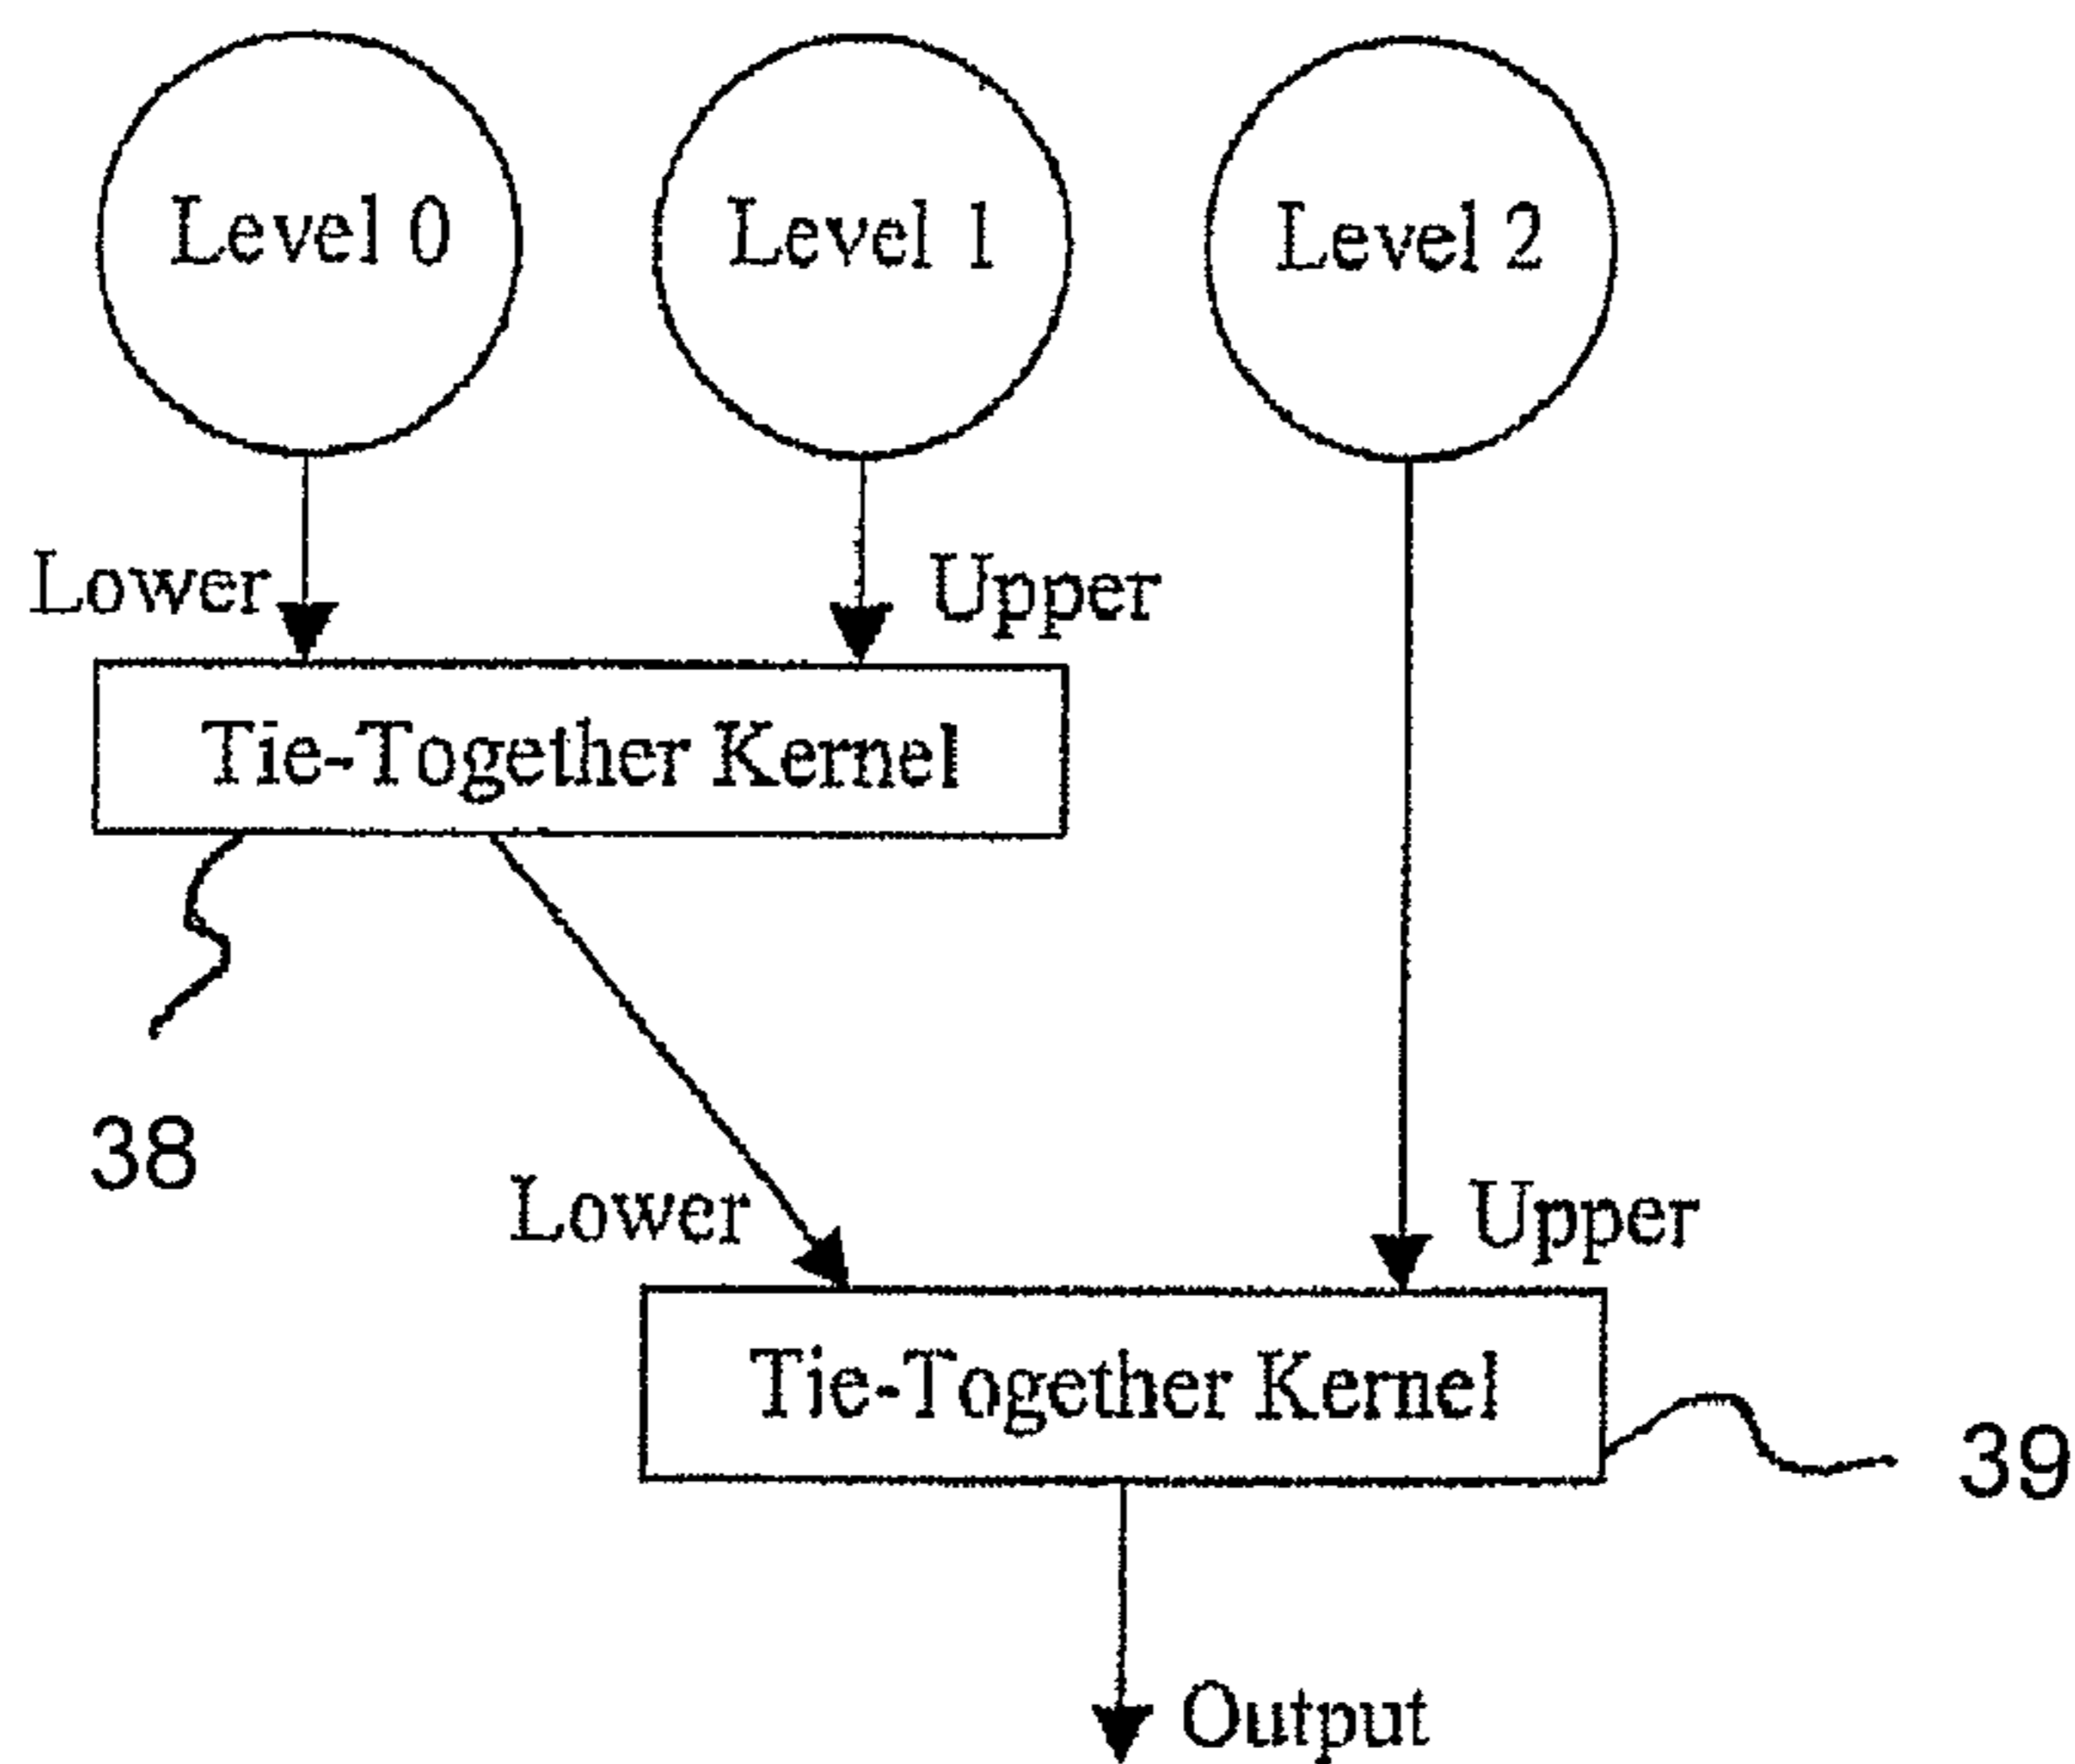 Level 0
Level 1
Level 2
Lower
Upper
Tie-Together Kernel
38
Lower
Upper
Tie-Together Kernel
39
Output